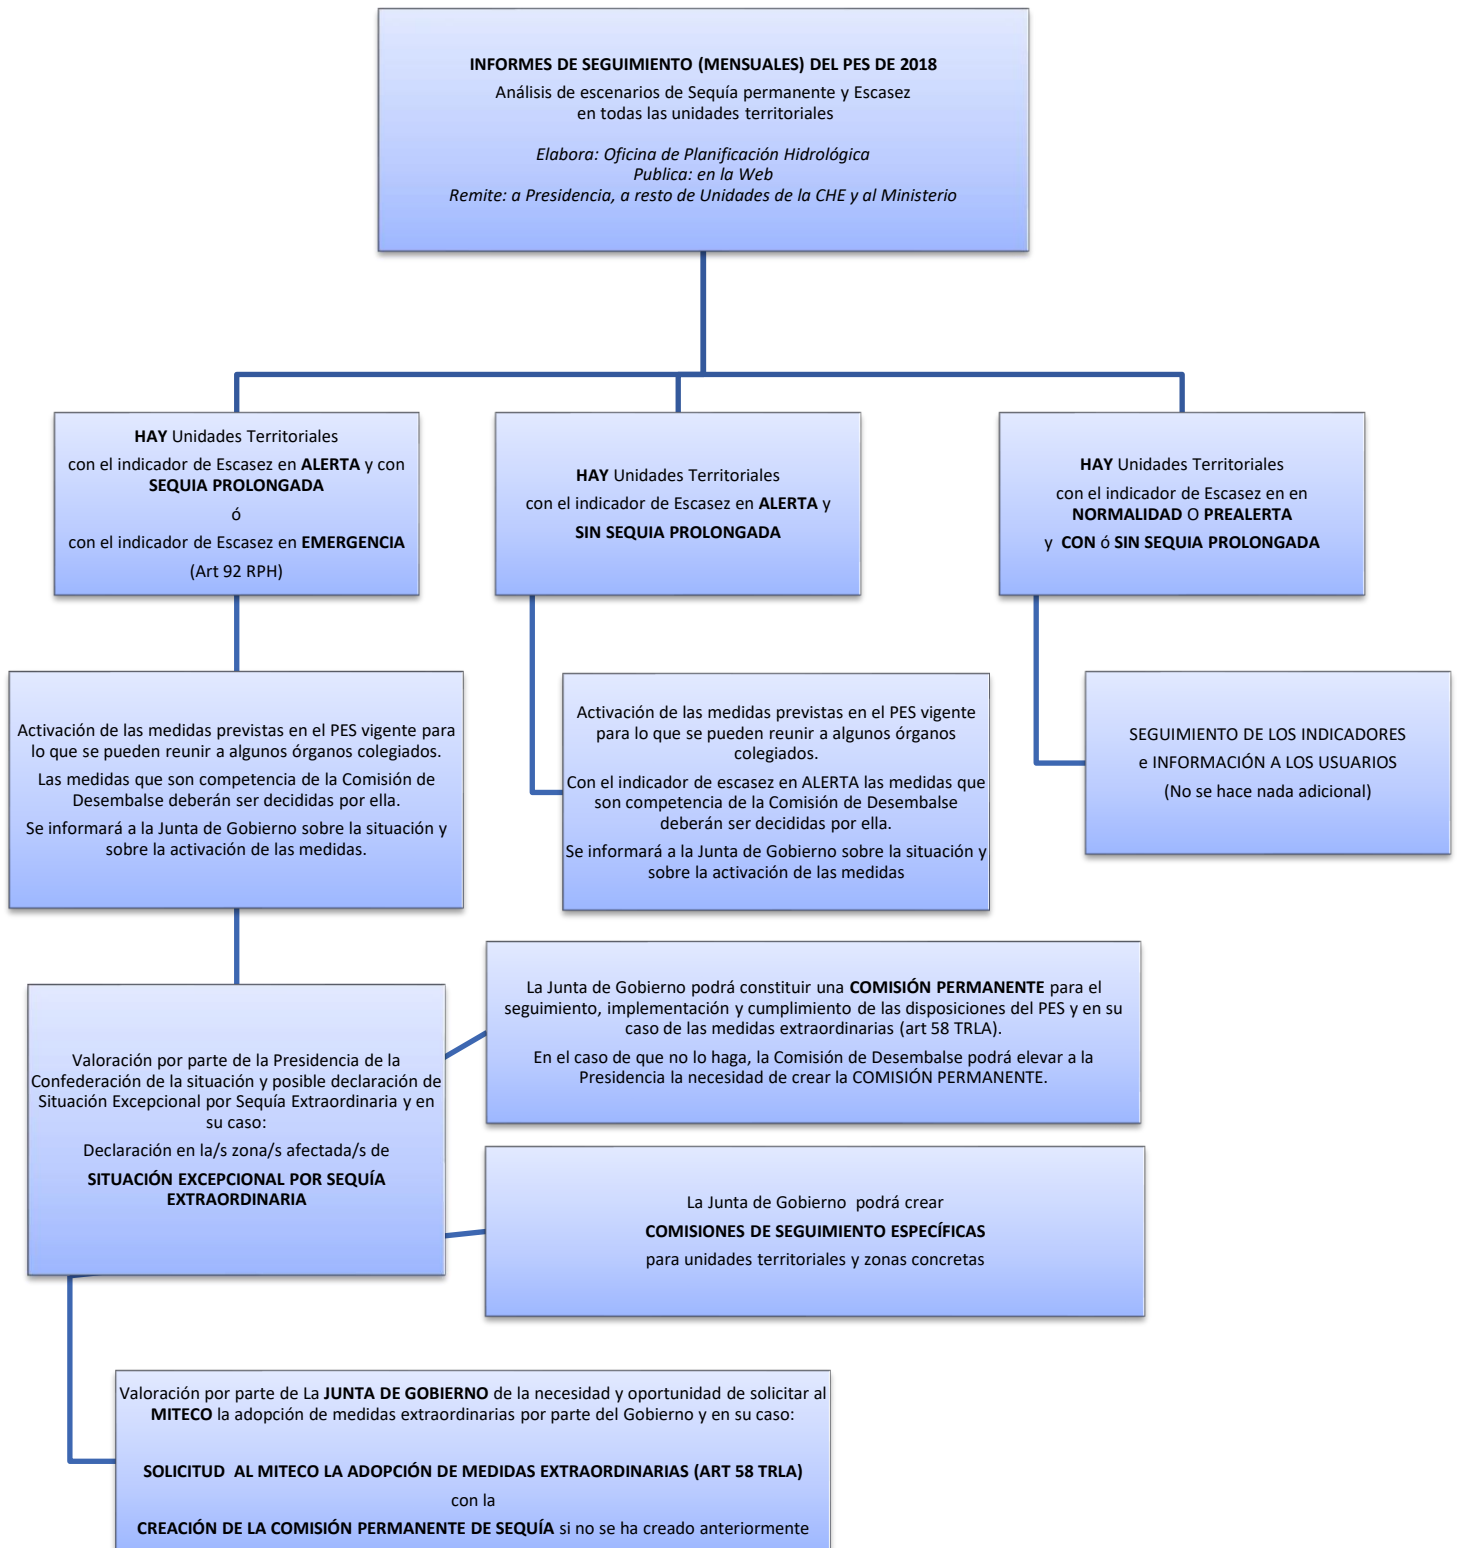 INFORMES DE SEGUIMIENTO (MENSUALES) DEL PES DE 2018
Análisis de escenarios de Sequía permanente y Escasez
en todas las unidades territoriales
Elabora: Oficina de Planificación Hidrológica
Publica: en la Web
Remite: a Presidencia, a resto de Unidades de la CHE y al Ministerio
HAY Unidades Territoriales
con el indicador de Escasez en ALERTA y con
SEQUIA PROLONGADA
ó
con el indicador de Escasez en EMERGENCIA
(Art 92 RPH)
HAY Unidades Territoriales
con el indicador de Escasez en ALERTA y
SIN SEQUIA PROLONGADA
HAY Unidades Territoriales
con el indicador de Escasez en en
NORMALIDAD O PREALERTA
y CON ó SIN SEQUIA PROLONGADA
Activación de las medidas previstas en el PES vigente para
lo que se pueden reunir a algunos órganos colegiados.
Las medidas que son competencia de la Comisión de
Desembalse deberán ser decididas por ella.
Se informará a la Junta de Gobierno sobre la situación y
sobre la activación de las medidas.
Activación de las medidas previstas en el PES vigente
para lo que se pueden reunir a algunos órganos
colegiados.
Con el indicador de escasez en ALERTA las medidas que
son competencia de la Comisión de Desembalse
deberán ser decididas por ella.
Se informará a la Junta de Gobierno sobre la situación y
sobre la activación de las medidas
SEGUIMIENTO DE LOS INDICADORES
e INFORMACIÓN A LOS USUARIOS
(No se hace nada adicional)
Valoración por parte de la Presidencia de la
Confederación de la situación y posible declaración de
Situación Excepcional por Sequía Extraordinaria y en
su caso:
Declaración en la/s zona/s afectada/s de
SITUACIÓN EXCEPCIONAL POR SEQUÍA
EXTRAORDINARIA
La Junta de Gobierno podrá constituir una COMISIÓN PERMANENTE para el
seguimiento, implementación y cumplimiento de las disposiciones del PES y en su
caso de las medidas extraordinarias (art 58 TRLA).
En el caso de que no lo haga, la Comisión de Desembalse podrá elevar a la
Presidencia la necesidad de crear la COMISIÓN PERMANENTE.
La Junta de Gobierno podrá crear
COMISIONES DE SEGUIMIENTO ESPECÍFICAS
para unidades territoriales y zonas concretas
Valoración por parte de La JUNTA DE GOBIERNO de la necesidad y oportunidad de solicitar al
MITECO la adopción de medidas extraordinarias por parte del Gobierno y en su caso:
SOLICITUD AL MITECO LA ADOPCIÓN DE MEDIDAS EXTRAORDINARIAS (ART 58 TRLA)
con la
CREACIÓN DE LA COMISIÓN PERMANENTE DE SEQUÍA si no se ha creado anteriormente